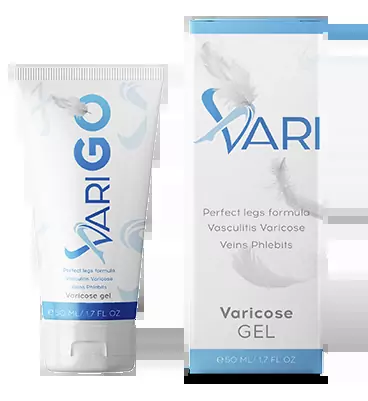 VARIGO
Perfect legs formula
Vasculitis Varicose
Veins Phlebits
Varicose gel
℮50 ML/ 1.7 FL OZ
VARI
Perfect legs formula
Vasculitis Varicose
Veins Phlebits
Varicose
GEL
℮50 ML/ 1.7 FL OZ